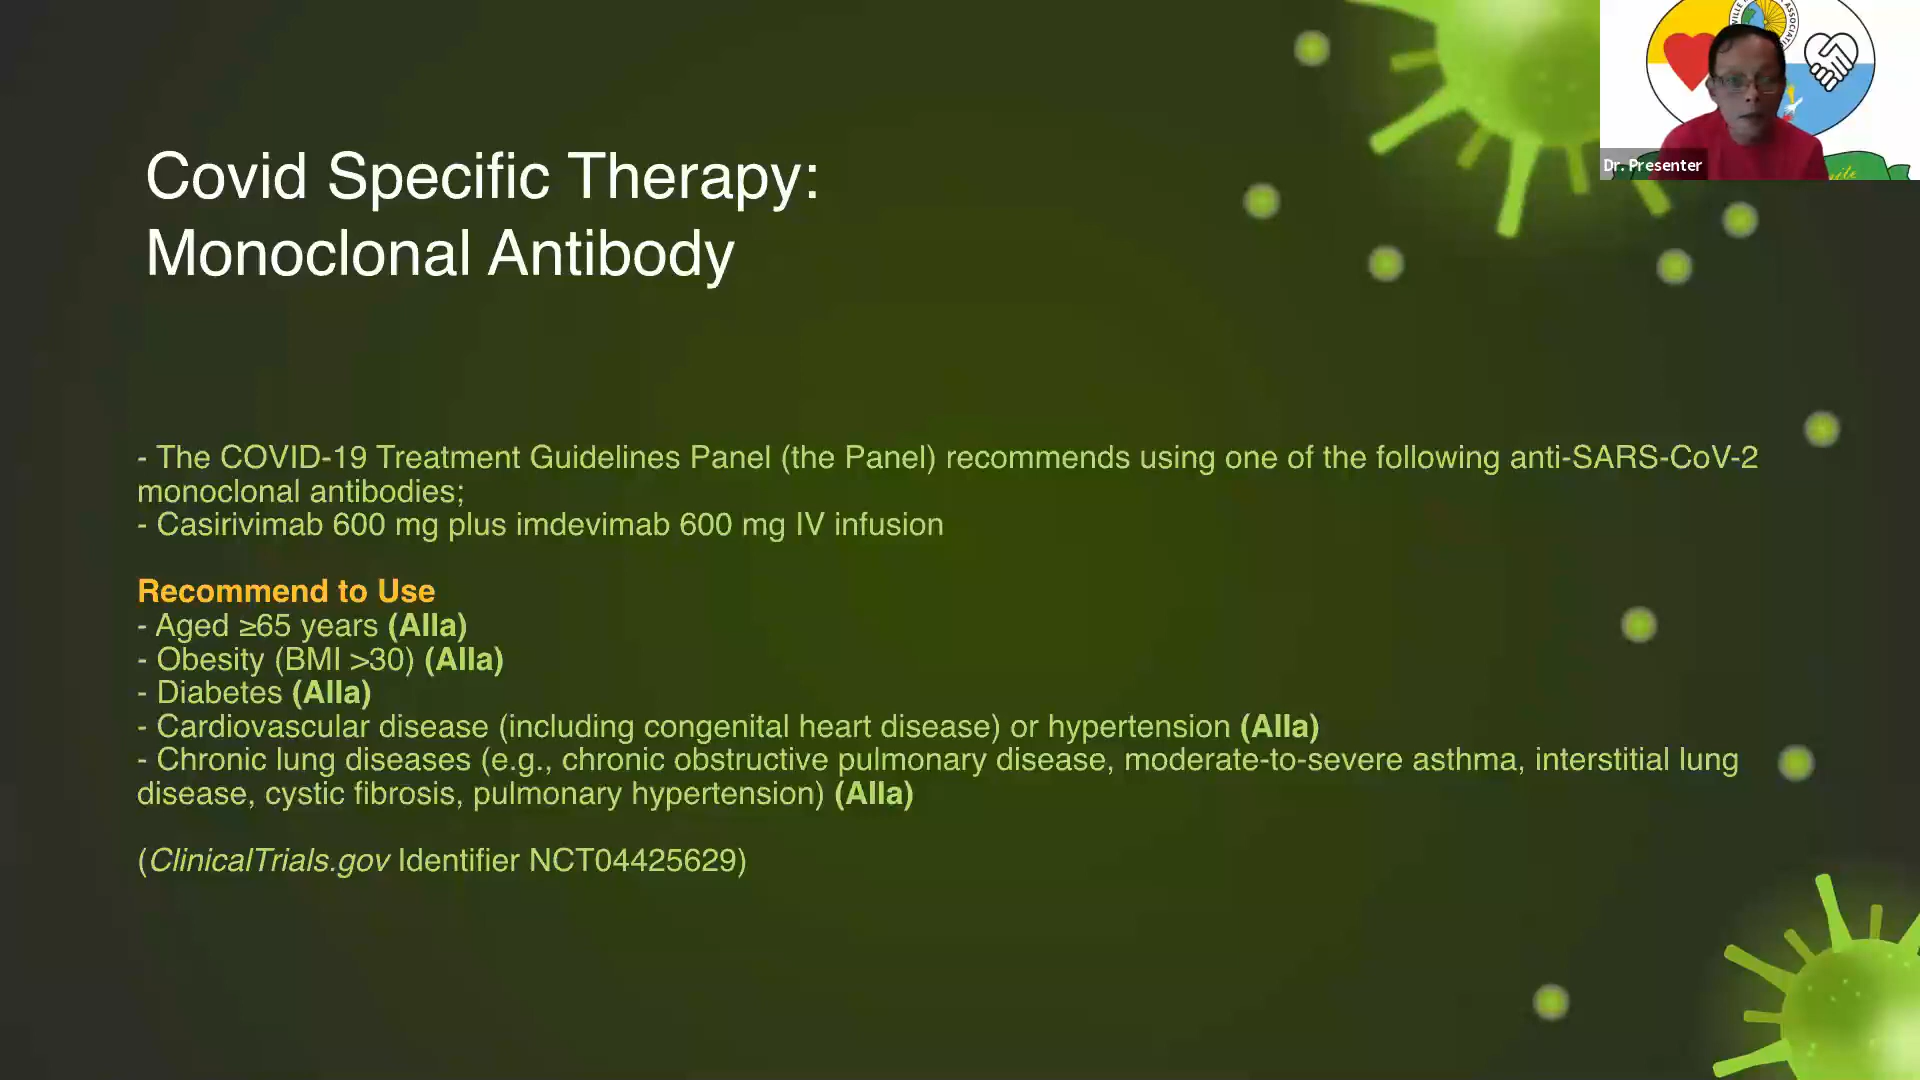 Covid Specific Therapy:
Monoclonal Antibody
- The COVID-19 Treatment Guidelines Panel (the Panel) recommends using one of the following anti-SARS-CoV-2
monoclonal antibodies;
- Casirivimab 600 mg plus imdevimab 600 mg IV infusion
Recommend to Use
- Aged ≥65 years (AIIa)
- Obesity (BMI >30) (AIIa)
- Diabetes (AIIa)
- Cardiovascular disease (including congenital heart disease) or hypertension (AIIa)
- Chronic lung diseases (e.g., chronic obstructive pulmonary disease, moderate-to-severe asthma, interstitial lung
disease, cystic fibrosis, pulmonary hypertension) (AIIa)
(ClinicalTrials.gov Identifier NCT04425629)
Dr. Presenter